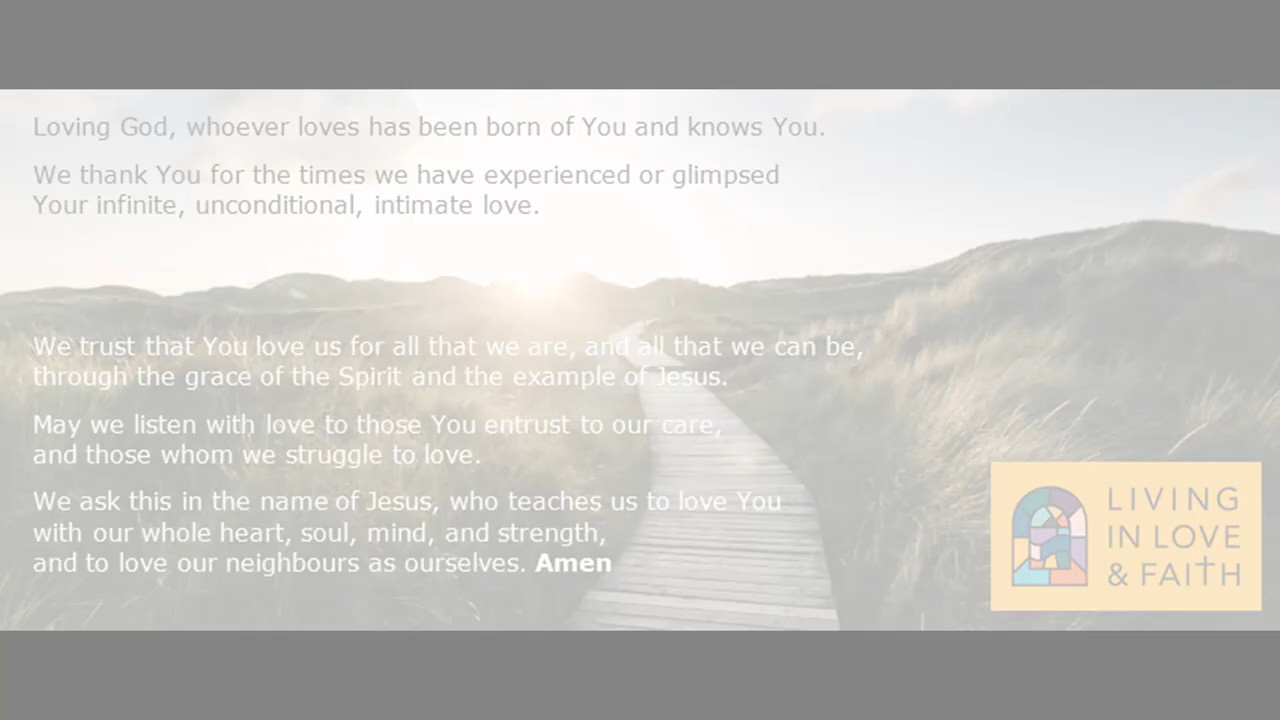 Loving God, whoever loves has been born of You and knows You.
We thank You for the times we have experienced or glimpsed
Your infinite, unconditional, intimate love.
We trust that You love us for all that we are, and all that we can be,
through the grace of the Spirit and the example of Jesus.
May we listen with love to those You entrust to our care,
and those whom we struggle to love.
We ask this in the name of Jesus, who teaches us to love You
with our whole heart, soul, mind, and strength,
and to love our neighbours as ourselves. Amen
LIVING
IN LOVE
& FAITH